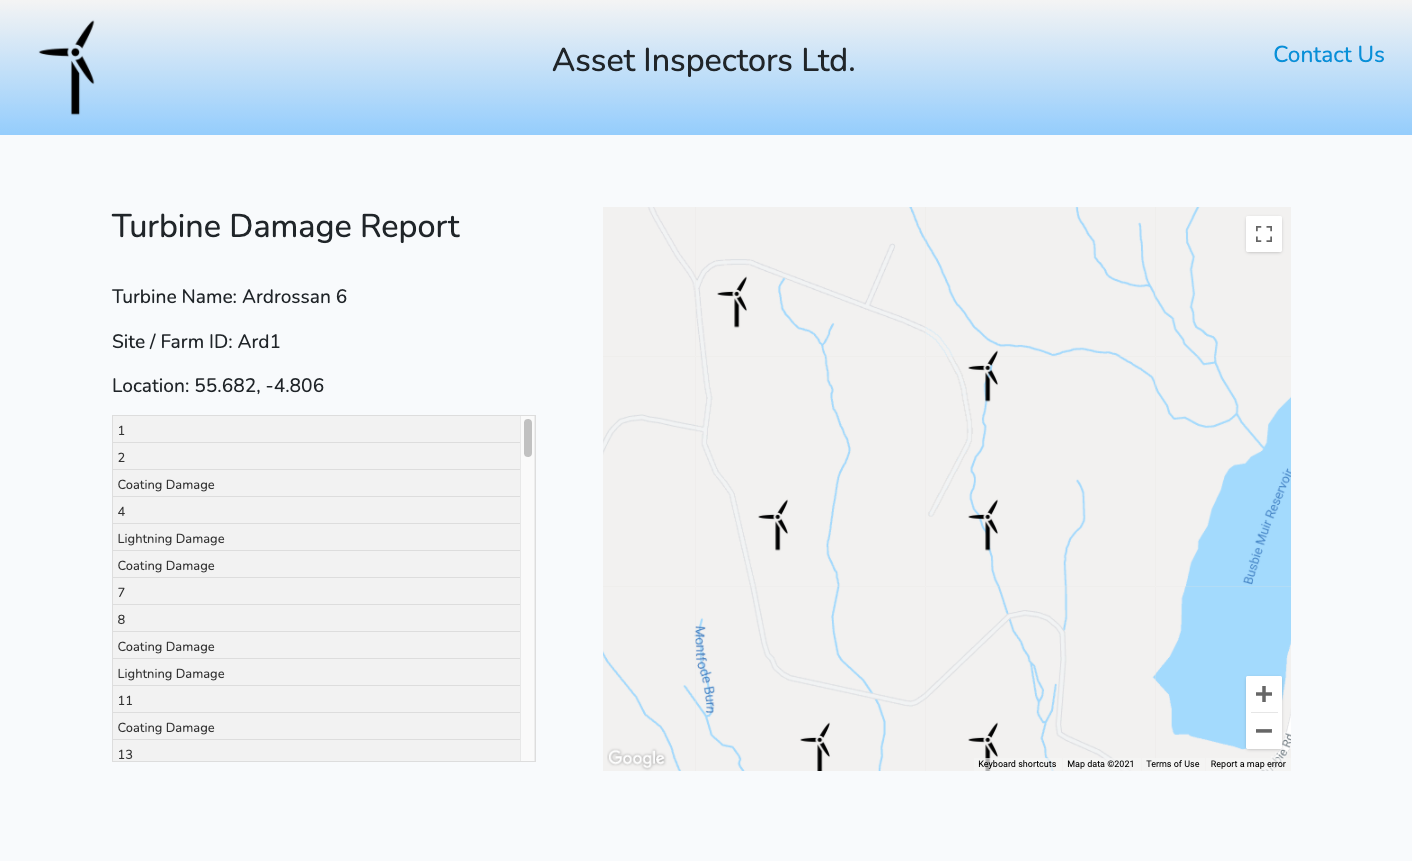 Asset Inspectors Ltd.
Contact Us
Turbine Damage Report
Turbine Name: Ardrossan 6
Site / Farm ID: Ard1
Location: 55.682, -4.806
1
2
Coating Damage
4
Lightning Damage
Coating Damage
7
8
Coating Damage
Lightning Damage
11
Coating Damage
13
Busbie Muir Reservoir
Montfode Burn
Google
Keyboard shortcuts
Map data ©2021
Terms of Use
Report a map error